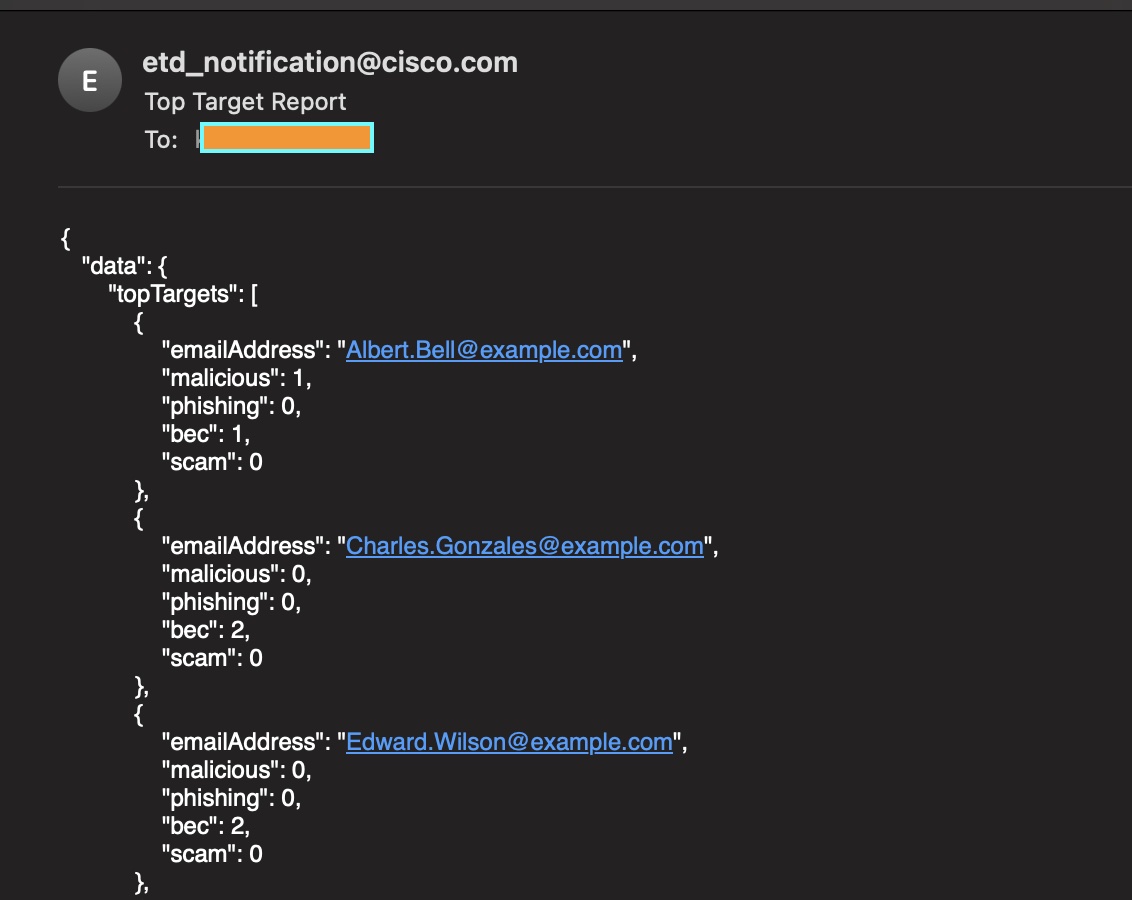 E
etd_notification@cisco.com
Top Target Report
To:
{
"data": {
"topTargets": [
{
"emailAddress": "Albert.Bell@example.com",
"malicious": 1,
"phishing": 0,
"bec": 1,
"scam": 0
},
{
"emailAddress": "Charles.Gonzales@example.com",
"malicious": 0,
"phishing": 0,
"bec": 2,
"scam": 0
},
{
"emailAddress": "Edward.Wilson@example.com",
"malicious": 0,
"phishing": 0,
"bec": 2,
"scam": 0
},